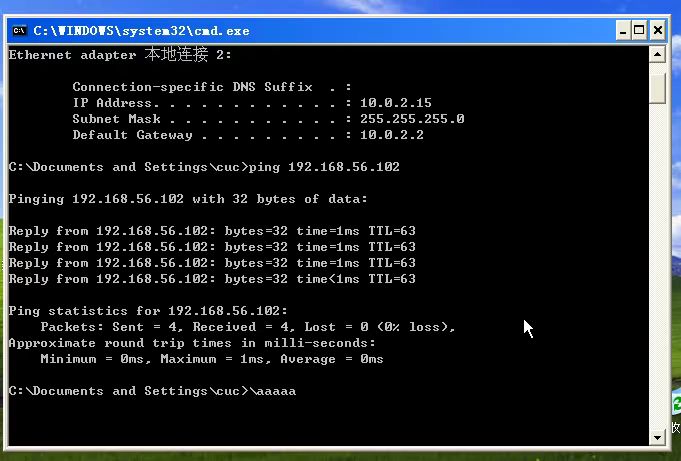 C:\WINDOWS\system32\cmd.exe
Ethernet adapter 本地连接 2:
Connection-specific DNS Suffix . :
IP Address. . . . . . . . . . . . : 10.0.2.15
Subnet Mask . . . . . . . . . . . : 255.255.255.0
Default Gateway . . . . . . . . . : 10.0.2.2
C:\Documents and Settings\cuc>ping 192.168.56.102
Pinging 192.168.56.102 with 32 bytes of data:
Reply from 192.168.56.102: bytes=32 time=1ms TTL=63
Reply from 192.168.56.102: bytes=32 time=1ms TTL=63
Reply from 192.168.56.102: bytes=32 time=1ms TTL=63
Reply from 192.168.56.102: bytes=32 time<1ms TTL=63
Ping statistics for 192.168.56.102:
Packets: Sent = 4, Received = 4, Lost = 0 (0% loss),
Approximate round trip times in milli-seconds:
Minimum = 0ms, Maximum = 1ms, Average = 0ms
C:\Documents and Settings\cuc>\aaaaa